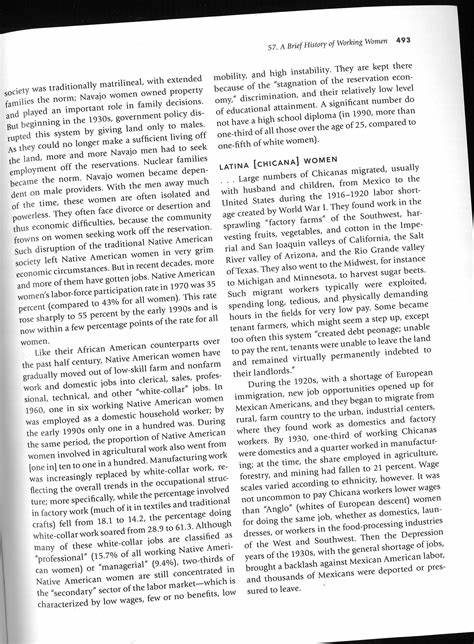 57. A Brief History of Working Women 493
society was traditionally matrilineal, with extended
families the norm; Navajo women owned property
and played an important role in family decisions.
But beginning in the 1930s, government policy dis-
rupted this system by giving land only to males.
As they could no longer make a sufficient living off
the land, more and more Navajo men had to seek
employment off the reservations. Nuclear families
became the norm. Navajo women became depen-
dent on male providers. With the men away much
of the time, these women are often isolated and
powerless. They often face divorce or desertion and
thus economic difficulties, because the community
frowns on women seeking work off the reservation.
Such disruption of the traditional Native American
society left Native American women in very grim
economic circumstances. But in recent decades, more
and more of them have gotten jobs. Native American
women's labor-force participation rate in 1970 was 35
percent (compared to 43% for all women). This rate
rose sharply to 55 percent by the early 1990s and is
now within a few percentage points of the rate for all
women.
Like their African American counterparts over
the past half century, Native American women have
gradually moved out of low-skill farm and nonfarm
work and domestic jobs into clerical, sales, profes-
sional, technical, and other "white-collar" jobs. In
1960, one in six working Native American women
was employed as a domestic household worker; by
the early 1990s only one in a hundred was. During
the same period, the proportion of Native American
women involved in agricultural work also went from
[one in] ten to one in a hundred. Manufacturing work
was increasingly replaced by white-collar work, re-
flecting the overall trends in the occupational struc-
ture; more specifically, while the percentage involved
in factory work (much of it in textiles and traditional
crafts) fell from 18.1 to 14.2, the percentage doing
white-collar work soared from 28.9 to 61.3. Although
many of these white-collar jobs are classified as
"professional" (15.7% of all working Native Ameri-
can women) or "managerial" (9.4%), two-thirds of
Native American women are still concentrated in
the "secondary" sector of the labor market—which is
characterized by low wages, few or no benefits, low
mobility, and high instability. They are kept there
because of the "stagnation of the reservation econ-
omy," discrimination, and their relatively low level
of educational attainment. A significant number do
not have a high school diploma (in 1990, more than
one-third of all those over the age of 25, compared to
one-fifth of white women).
LATINA [CHICANA] WOMEN
. . . Large numbers of Chicanas migrated, usually
with husband and children, from Mexico to the
United States during the 1916–1920 labor short-
age created by World War I. They found work in the
sprawling "factory farms" of the Southwest, har-
vesting fruits, vegetables, and cotton in the Impe-
rial and San Joaquin valleys of California, the Salt
River valley of Arizona, and the Rio Grande valley
of Texas. They also went to the Midwest, for instance
to Michigan and Minnesota, to harvest sugar beets.
Such migrant workers typically were exploited,
spending long, tedious, and physically demanding
hours in the fields for very low pay. Some became
tenant farmers, which might seem a step up, except
too often this system "created debt peonage; unable
to pay the rent, tenants were unable to leave the land
and remained virtually permanently indebted to
their landlords."
During the 1920s, with a shortage of European
immigration, new job opportunities opened up for
Mexican Americans, and they began to migrate from
rural, farm country to the urban, industrial centers,
where they found work as domestics and factory
workers. By 1930, one-third of working Chicanas
were domestics and a quarter worked in manufactur-
ing; at the time, the share employed in agriculture,
forestry, and mining had fallen to 21 percent. Wage
scales varied according to ethnicity, however. It was
not uncommon to pay Chicana workers lower wages
than "Anglo" (whites of European descent) women
for doing the same job, whether as domestics, laun-
dresses, or workers in the food-processing industries
of the West and Southwest. Then the Depression
years of the 1930s, with the general shortage of jobs,
brought a backlash against Mexican American labor,
and thousands of Mexicans were deported or pres-
sured to leave.